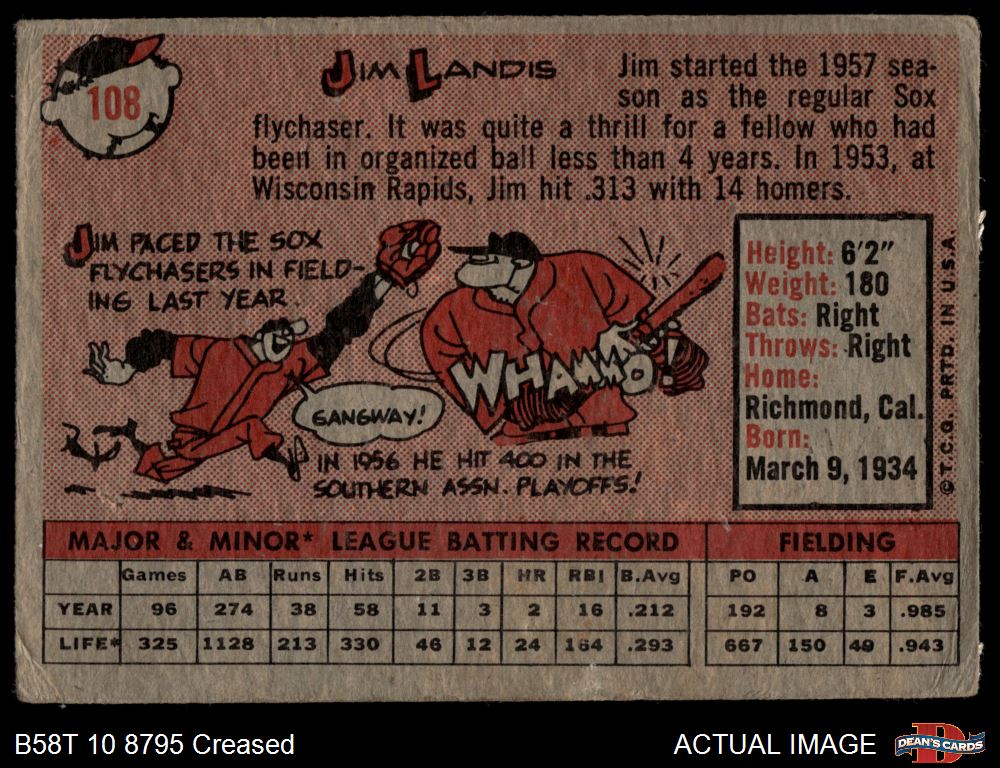 108
JIM LANDIS
Jim started the 1957 sea-
son as the regular Sox
flychaser. It was quite a thrill for a fellow who had
been in organized ball less than 4 years. In 1953, at
Wisconsin Rapids, Jim hit .313 with 14 homers.
JIM PACED THE SOX
FLYCHASERS IN FIELD-
ING LAST YEAR.
GANGWAY!
WHAMMO!
IN 1956 HE HIT 400 IN THE
SOUTHERN ASSN. PLAYOFFS!
Height: 6'2"
Weight: 180
Bats: Right
Throws: Right
Home:
Richmond, Cal.
Born:
March 9, 1934
©T.C.G. PRTD. IN U.S.A.
MAJOR & MINOR* LEAGUE BATTING RECORD FIELDING
Games AB Runs Hits 2B 3B HR RBI B.Avg PO A E F.Avg
YEAR 96 274 38 58 11 3 2 16 .212 192 8 3 .985
LIFE* 325 1128 213 330 46 12 24 164 .293 667 150 49 .943
B58T 10 8795 Creased
ACTUAL IMAGE
D
DEAN'S CARDS